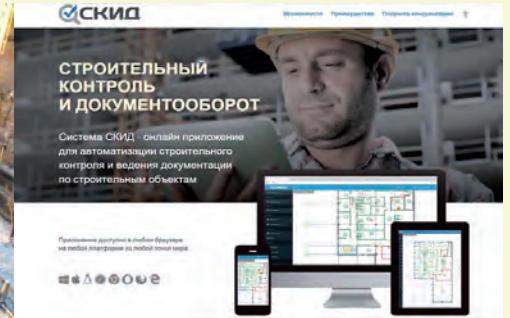 СКИД
Возможности Преимущества Получить консультацию
СТРОИТЕЛЬНЫЙ
КОНТРОЛЬ
И ДОКУМЕНТООБОРОТ
Система СКИД - онлайн приложение
для автоматизации строительного
контроля и ведения документации
по строительным объектам
Приложение доступно в любом браузере
на любой платформе из любой точки мира